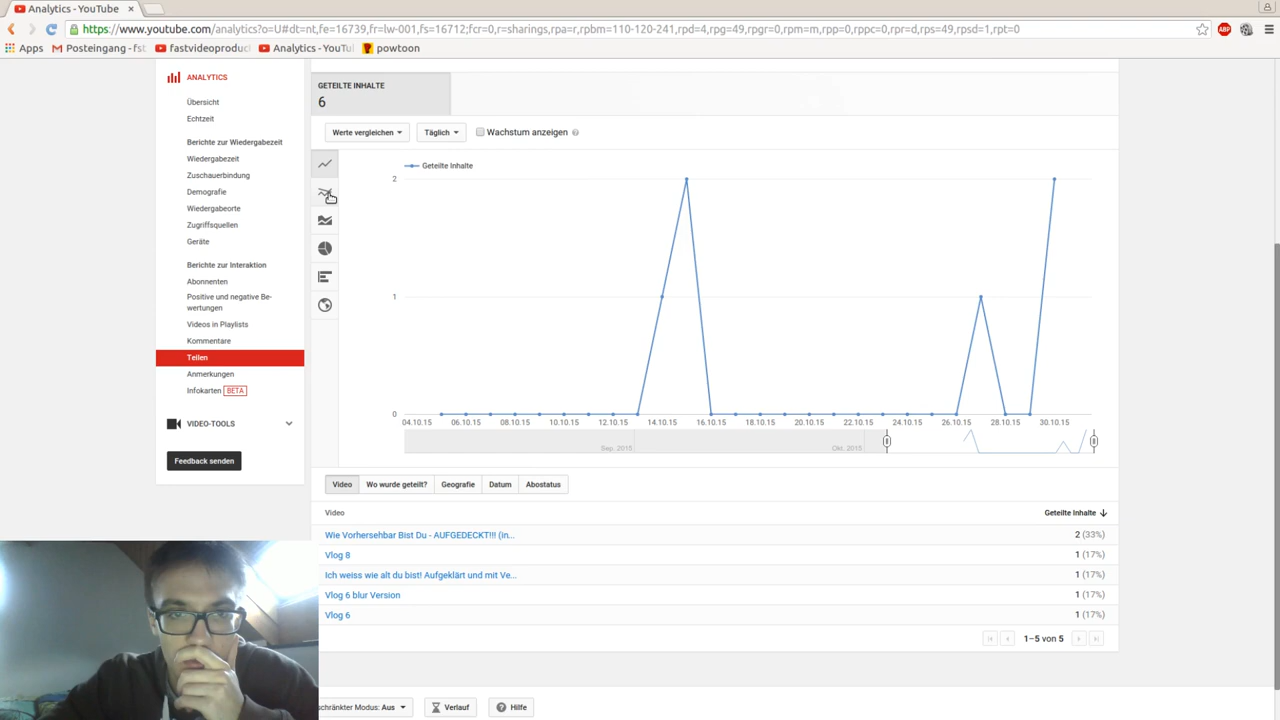 Analytics - YouTube
https://www.youtube.com/analytics?o=U#dt=nt,fe=16739,fr=lw-001,fs=16712;fcr=0,r=sharings,rpa=r,rpbm=110-120-241,rpd=4,rpg=49,rpgr=0,rpm=m,rpp=0,rppc=0,rpr=d,rps=49,rpsd=1,rpt=0
ABP
Apps Posteingang - fst fastvideoproduc Analytics - YouTu powtoon
ANALYTICS
Übersicht
Echtzeit
Berichte zur Wiedergabezeit
Wiedergabezeit
Zuschauerbindung
Demografie
Wiedergabeorte
Zugriffsquellen
Geräte
Berichte zur Interaktion
Abonnenten
Positive und negative Be-
wertungen
Videos in Playlists
Kommentare
Teilen
Anmerkungen
Infokarten BETA
VIDEO-TOOLS
Feedback senden
GETEILTE INHALTE
6
Werte vergleichen Täglich Wachstum anzeigen ?
Geteilte Inhalte
2
1
0
04.10.15 06.10.15 08.10.15 10.10.15 12.10.15 14.10.15 16.10.15 18.10.15 20.10.15 22.10.15 24.10.15 26.10.15 28.10.15 30.10.15
Sep. 2015 Okt. 2015
Video Wo wurde geteilt? Geografie Datum Abostatus
Video Geteilte Inhalte
Wie Vorhersehbar Bist Du - AUFGEDECKT!!! (in... 2 (33%)
Vlog 8 1 (17%)
Ich weiss wie alt du bist! Aufgeklärt und mit Ve... 1 (17%)
Vlog 6 blur Version 1 (17%)
Vlog 6 1 (17%)
1–5 von 5
schränkter Modus: Aus Verlauf ? Hilfe